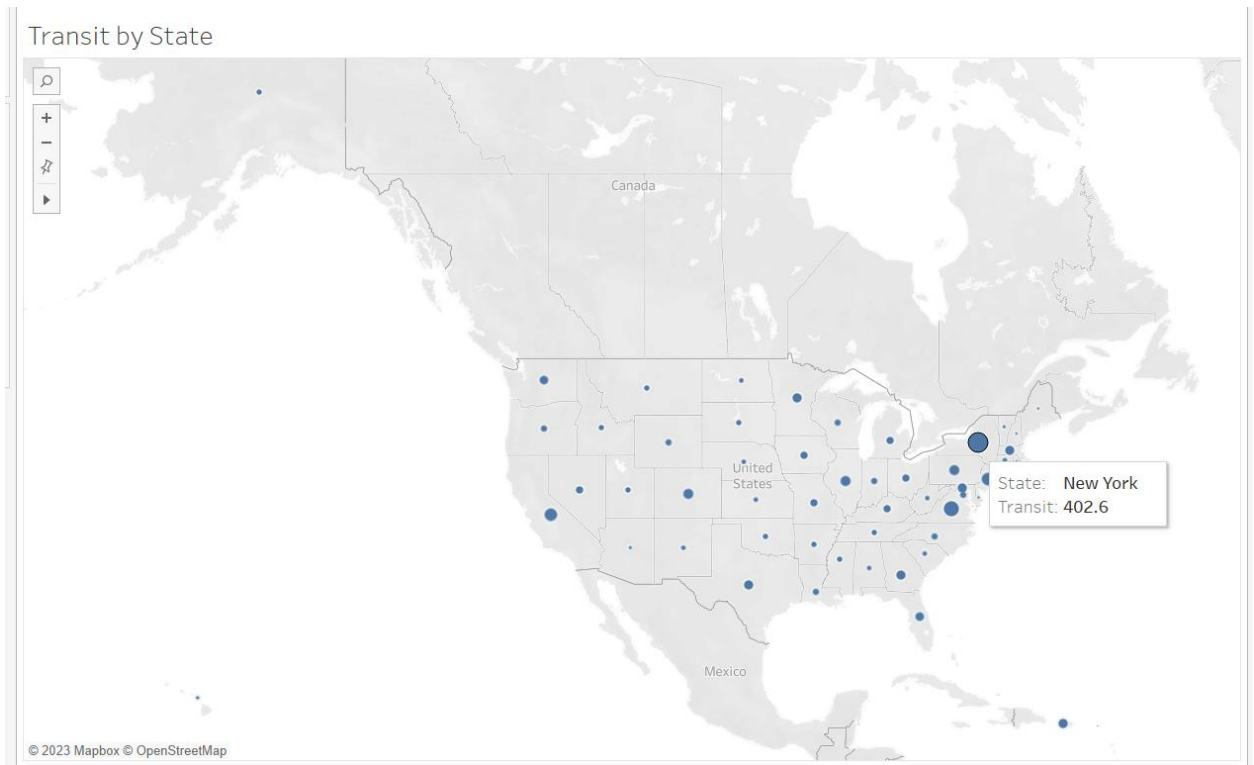 Transit by State
Canada
United
States
State: New York
Transit: 402.6
Mexico
© 2023 Mapbox © OpenStreetMap